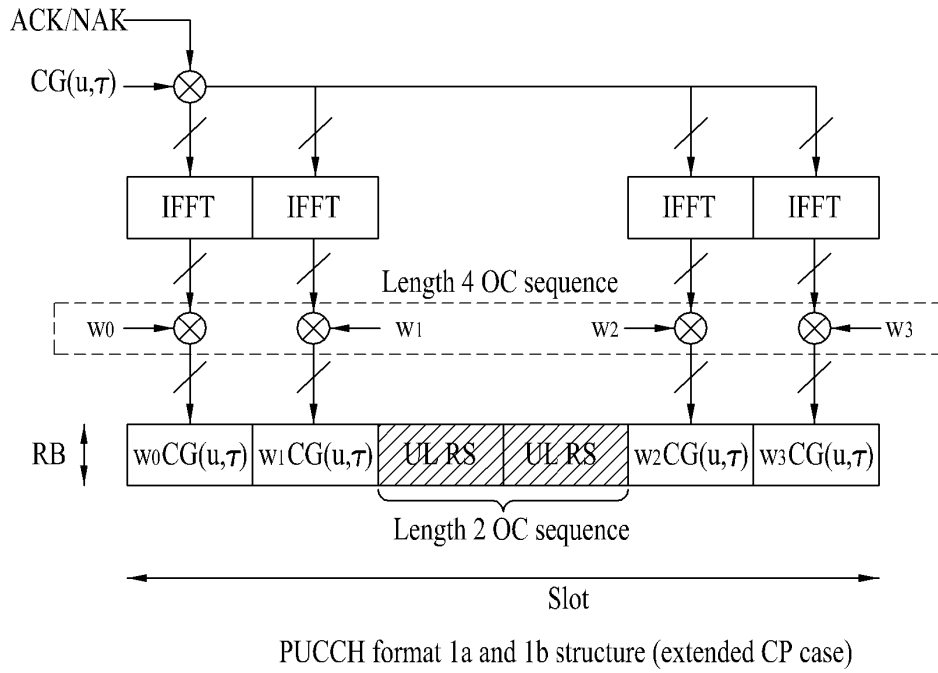 ACK/NAK
CG(u,τ)
IFFT IFFT IFFT IFFT
Length 4 OC sequence
w0 w1 w2 w3
RB
w0CG(u,τ) w1CG(u,τ) UL RS UL RS w2CG(u,τ) w3CG(u,τ)
Length 2 OC sequence
Slot
PUCCH format 1a and 1b structure (extended CP case)